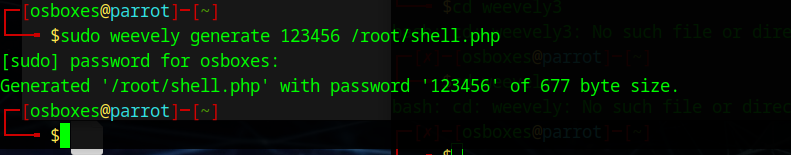 [osboxes@parrot]-[~]
$sudo weevely generate 123456 /root/shell.php
[sudo] password for osboxes:
Generated '/root/shell.php' with password '123456' of 677 byte size.
[osboxes@parrot]-[~]
$
$cd weevely3
weevely3: No such file or direc
osboxes@parrot]-[~]
bash: cd: weevely: No such file or direc
[x]-[osboxes@parrot]-[~]
$